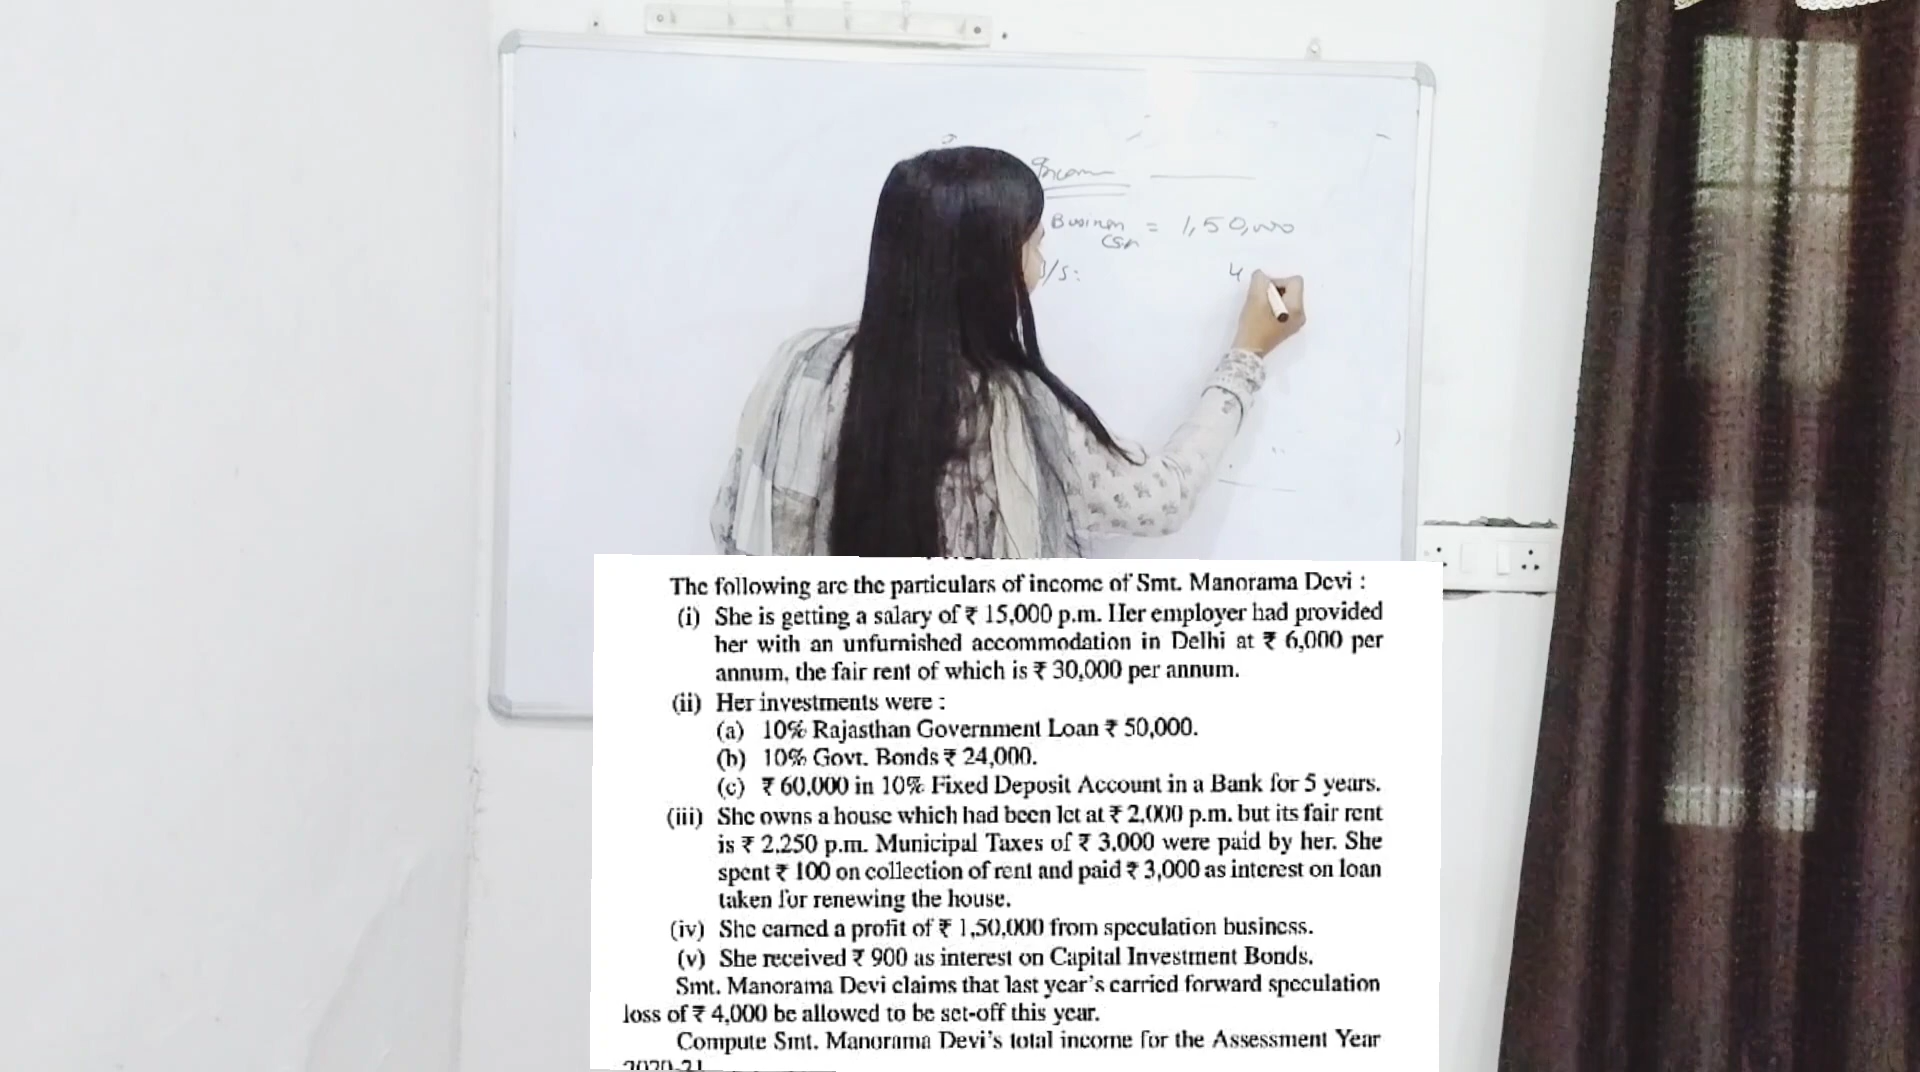 Income
Business = 1,50,000
/s: 4
The following are the particulars of income of Smt. Manorama Devi :
(i) She is getting a salary of ₹ 15,000 p.m. Her employer had provided
her with an unfurnished accommodation in Delhi at ₹ 6,000 per
annum, the fair rent of which is ₹ 30,000 per annum.
(ii) Her investments were :
(a) 10% Rajasthan Government Loan ₹ 50,000.
(b) 10% Govt. Bonds ₹ 24,000.
(c) ₹ 60,000 in 10% Fixed Deposit Account in a Bank for 5 years.
(iii) She owns a house which had been let at ₹ 2,000 p.m. but its fair rent
is ₹ 2,250 p.m. Municipal Taxes of ₹ 3,000 were paid by her. She
spent ₹ 100 on collection of rent and paid ₹ 3,000 as interest on loan
taken for renewing the house.
(iv) She earned a profit of ₹ 1,50,000 from speculation business.
(v) She received ₹ 900 as interest on Capital Investment Bonds.
Smt. Manorama Devi claims that last year's carried forward speculation
loss of ₹ 4,000 be allowed to be set-off this year.
Compute Smt. Manorama Devi's total income for the Assessment Year
2020-21